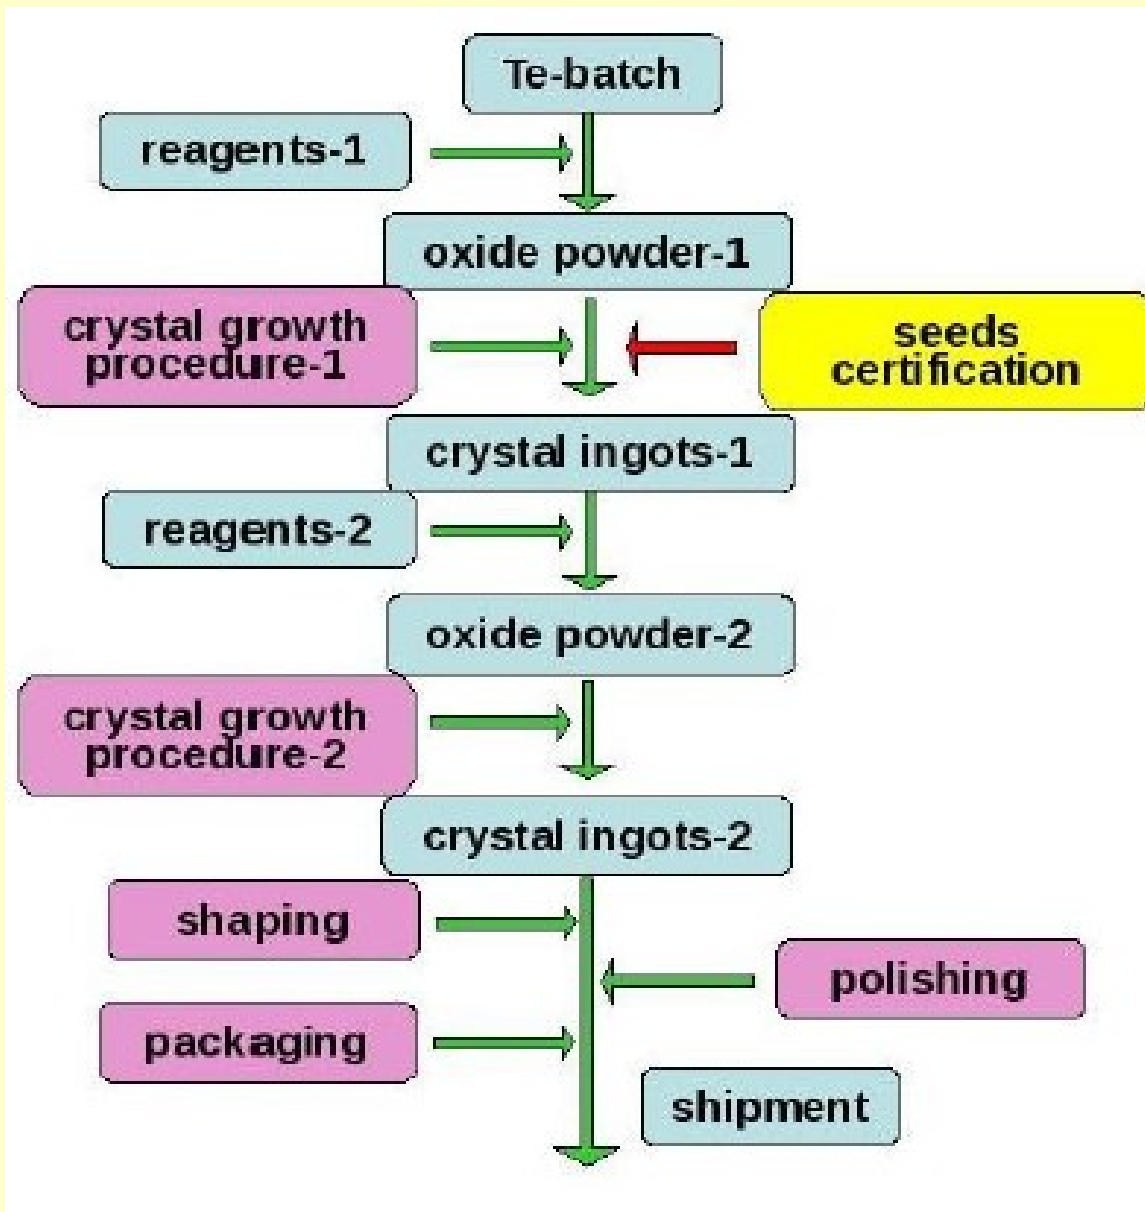 Te-batch
reagents-1
oxide powder-1
crystal growth
procedure-1
seeds
certification
crystal ingots-1
reagents-2
oxide powder-2
crystal growth
procedure-2
crystal ingots-2
shaping
polishing
packaging
shipment